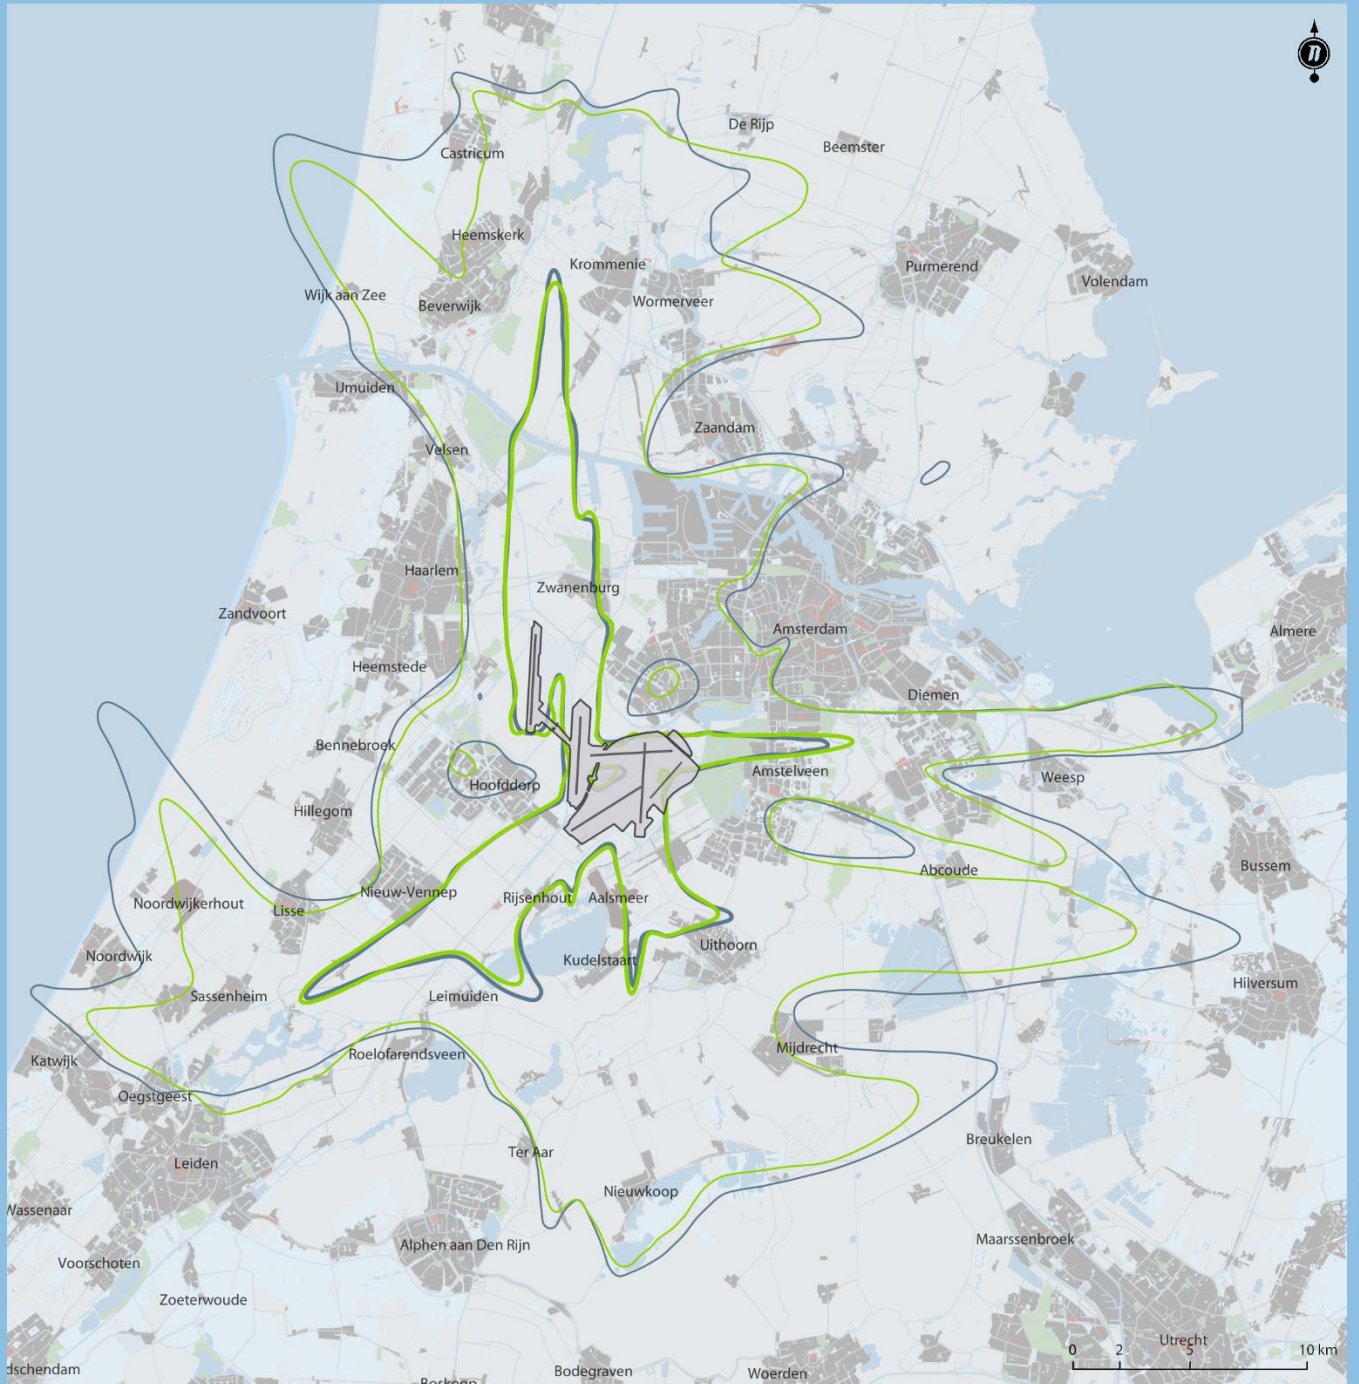 De Rijp
Beemster
Castricum
Heemskerk
Krommenie
Purmerend
Volendam
Wijk aan Zee
Beverwijk
Wormerveer
IJmuiden
Zaandam
Velsen
Haarlem
Zwanenburg
Zandvoort
Amsterdam
Almere
Heemstede
Diemen
Bennebroek
Amstelveen
Weesp
Hoofddorp
Hillegom
Bussem
Abcoude
Nieuw-Vennep
Rijsenhout
Aalsmeer
Noordwijkerhout
Lisse
Uithoorn
Noordwijk
Kudelstaart
Hilversum
Sassenheim
Leimuiden
Mijdrecht
Roelofarendsveen
Katwijk
Oegstgeest
Breukelen
Ter Aar
Leiden
Nieuwkoop
Wassenaar
Maarssenbroek
Alphen aan Den Rijn
Voorschoten
Zoeterwoude
Utrecht
0 2 5 10 km
dschendam
Bodegraven
Woerden
Boskoop